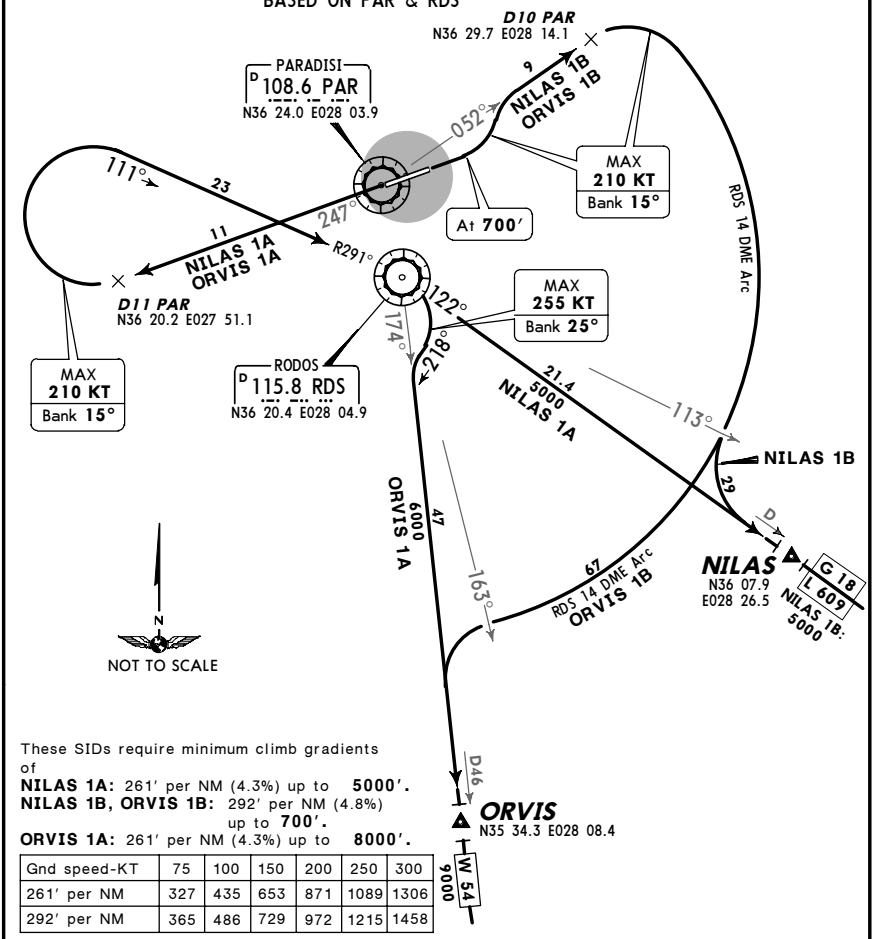 BASED ON PAR & RDS
D10 PAR
N36 29.7 E028 14.1
PARADISI
D 108.6 PAR
N36 24.0 E028 03.9
9
NILAS 1B
ORVIS 1B
052°
MAX
210 KT
Bank 15°
At 700'
RDS 14 DME Arc
111°
23
247°
11
NILAS 1A
ORVIS 1A
R291°
D11 PAR
N36 20.2 E027 51.1
MAX
210 KT
Bank 15°
RODOS
D 115.8 RDS
N36 20.4 E028 04.9
174°
218°
122°
MAX
255 KT
Bank 25°
21.4
5000
NILAS 1A
113°
NILAS 1B
29
D
NILAS
N36 07.9
E028 26.5
G 18
L 609
NILAS 1B:
5000
47
6000
ORVIS 1A
163°
67
RDS 14 DME Arc
ORVIS 1B
N
NOT TO SCALE
D46
ORVIS
N35 34.3 E028 08.4
W 54
9000
These SIDs require minimum climb gradients
of
NILAS 1A: 261' per NM (4.3%) up to 5000'.
NILAS 1B, ORVIS 1B: 292' per NM (4.8%)
up to 700'.
ORVIS 1A: 261' per NM (4.3%) up to 8000'.
Gnd speed-KT 75 100 150 200 250 300
261' per NM 327 435 653 871 1089 1306
292' per NM 365 486 729 972 1215 1458